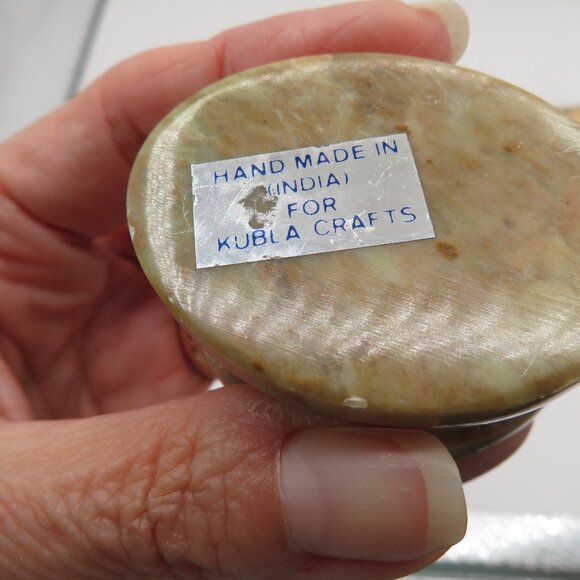 HAND MADE IN
(INDIA)
FOR
KUBLA CRAFTS